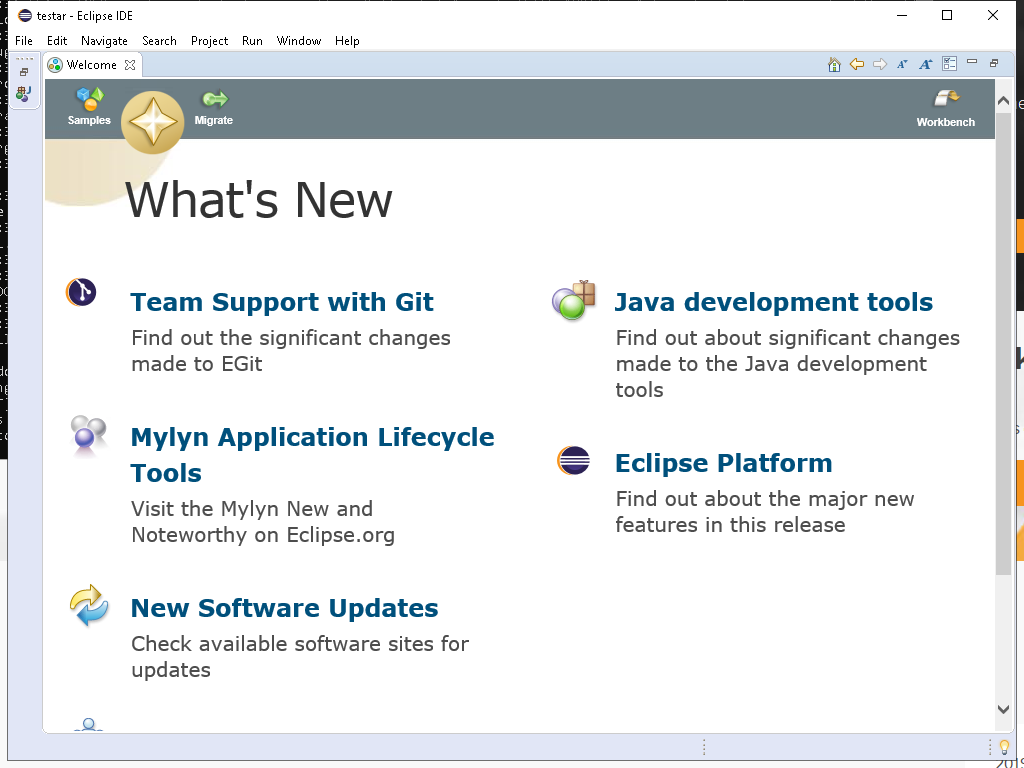 testar - Eclipse IDE
File Edit Navigate Search Project Run Window Help
Welcome
Samples Migrate Workbench
What's New
Team Support with Git
Find out the significant changes
made to EGit
Java development tools
Find out about significant changes
made to the Java development
tools
Mylyn Application Lifecycle
Tools
Visit the Mylyn New and
Noteworthy on Eclipse.org
Eclipse Platform
Find out about the major new
features in this release
New Software Updates
Check available software sites for
updates